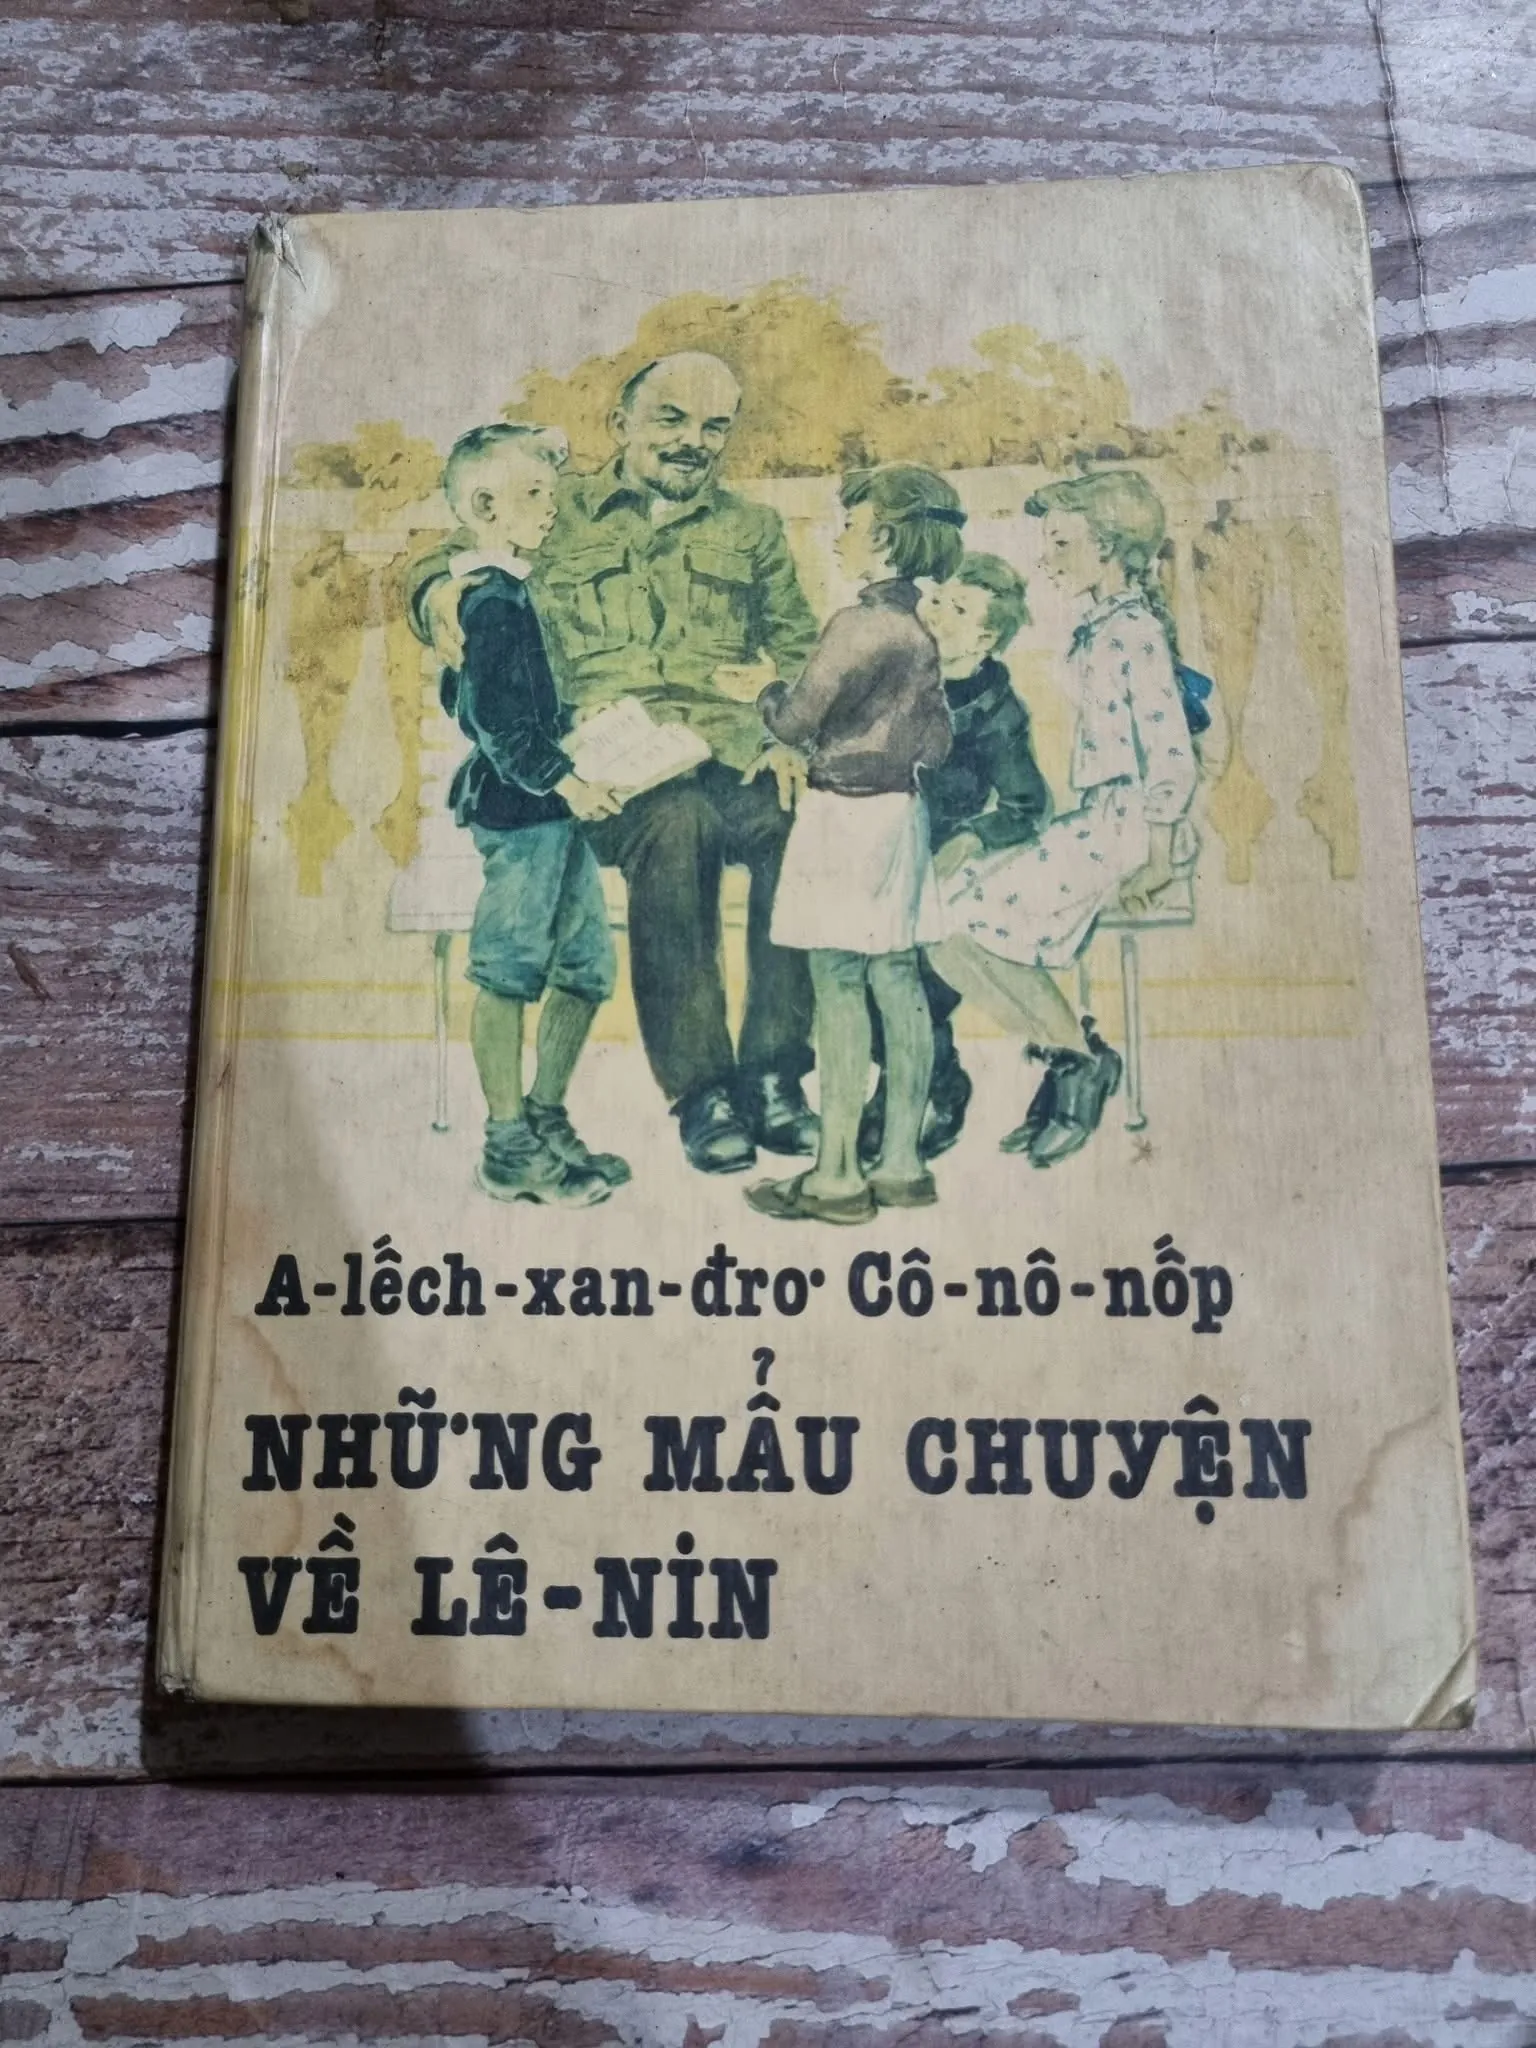 A-lếch-xan-đrơ Cô-nô-nốp
NHỮNG MẨU CHUYỆN
VỀ LÊ-NIN